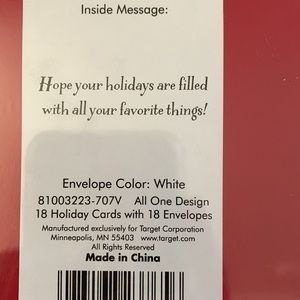 Inside Message:
Hope your holidays are filled
with all your favorite things!
Envelope Color: White
81003223-707V All One Design
18 Holiday Cards with 18 Envelopes
Manufactured exclusively for Target Corporation
Minneapolis, MN 55403 www.target.com
All Rights Reserved
Made in China